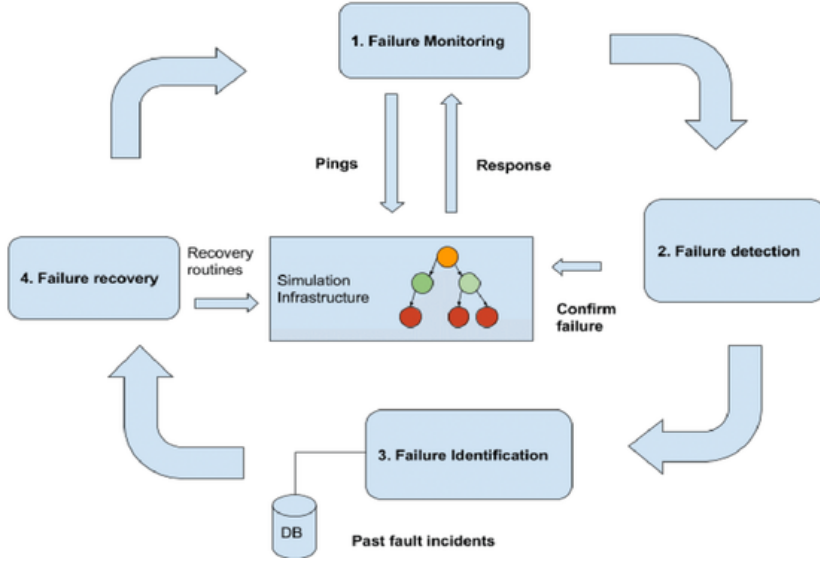 1. Failure Monitoring
Pings
Response
2. Failure detection
Recovery
routines
4. Failure recovery
Simulation
Infrastructure
Confirm
failure
3. Failure Identification
DB
Past fault incidents